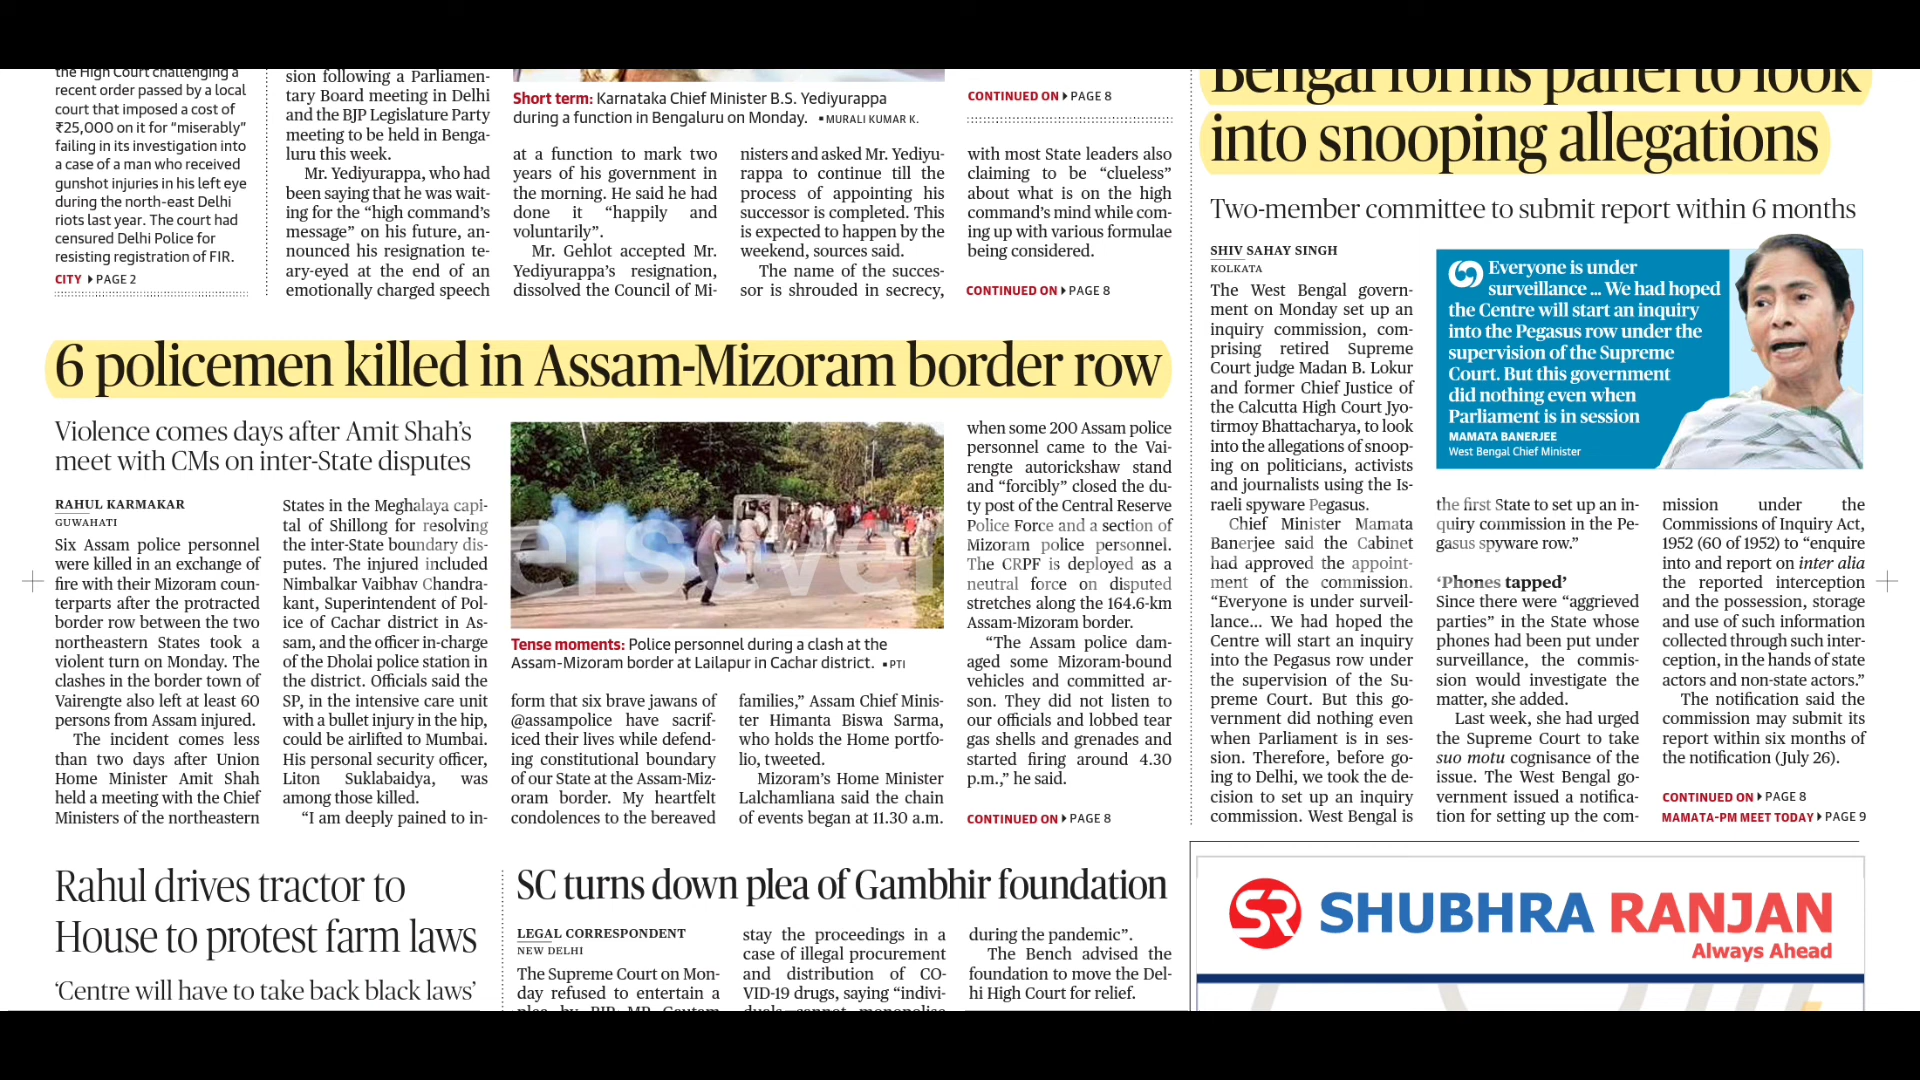 the High Court challenging a
recent order passed by a local
court that imposed a cost of
₹25,000 on it for “miserably”
failing in its investigation into
a case of a man who received
gunshot injuries in his left eye
during the north-east Delhi
riots last year. The court had
censured Delhi Police for
resisting registration of FIR.
CITY ▸ PAGE 2
sion following a Parliamen-
tary Board meeting in Delhi
and the BJP Legislature Party
meeting to be held in Benga-
luru this week.
Mr. Yediyurappa, who had
been saying that he was wait-
ing for the “high command’s
message” on his future, an-
nounced his resignation te-
ary-eyed at the end of an
emotionally charged speech
Short term: Karnataka Chief Minister B.S. Yediyurappa
during a function in Bengaluru on Monday. ▪ MURALI KUMAR K.
at a function to mark two
years of his government in
the morning. He said he had
done it “happily and
voluntarily”.
Mr. Gehlot accepted Mr.
Yediyurappa’s resignation,
dissolved the Council of Mi-
nisters and asked Mr. Yediyu-
rappa to continue till the
process of appointing his
successor is completed. This
is expected to happen by the
weekend, sources said.
The name of the succes-
sor is shrouded in secrecy,
CONTINUED ON ▸ PAGE 8
with most State leaders also
claiming to be “clueless”
about what is on the high
command’s mind while com-
ing up with various formulae
being considered.
CONTINUED ON ▸ PAGE 8
6 policemen killed in Assam-Mizoram border row
Violence comes days after Amit Shah’s
meet with CMs on inter-State disputes
RAHUL KARMAKAR
GUWAHATI
Six Assam police personnel
were killed in an exchange of
fire with their Mizoram coun-
terparts after the protracted
border row between the two
northeastern States took a
violent turn on Monday. The
clashes in the border town of
Vairengte also left at least 60
persons from Assam injured.
The incident comes less
than two days after Union
Home Minister Amit Shah
held a meeting with the Chief
Ministers of the northeastern
States in the Meghalaya capi-
tal of Shillong for resolving
the inter-State boundary dis-
putes. The injured included
Nimbalkar Vaibhav Chandra-
kant, Superintendent of Pol-
ice of Cachar district in As-
sam, and the officer in-charge
of the Dholai police station in
the district. Officials said the
SP, in the intensive care unit
with a bullet injury in the hip,
could be airlifted to Mumbai.
His personal security officer,
Liton Suklabaidya, was
among those killed.
“I am deeply pained to in-
Tense moments: Police personnel during a clash at the
Assam-Mizoram border at Lailapur in Cachar district. ▪ PTI
form that six brave jawans of
@assampolice have sacrif-
iced their lives while defend-
ing constitutional boundary
of our State at the Assam-Miz-
oram border. My heartfelt
condolences to the bereaved
families,” Assam Chief Minis-
ter Himanta Biswa Sarma,
who holds the Home portfo-
lio, tweeted.
Mizoram’s Home Minister
Lalchamliana said the chain
of events began at 11.30 a.m.
when some 200 Assam police
personnel came to the Vai-
rengte autorickshaw stand
and “forcibly” closed the du-
ty post of the Central Reserve
Police Force and a section of
Mizoram police personnel.
The CRPF is deployed as a
neutral force on disputed
stretches along the 164.6-km
Assam-Mizoram border.
“The Assam police dam-
aged some Mizoram-bound
vehicles and committed ar-
son. They did not listen to
our officials and lobbed tear
gas shells and grenades and
started firing around 4.30
p.m.,” he said.
CONTINUED ON ▸ PAGE 8
Bengal forms panel to look
into snooping allegations
Two-member committee to submit report within 6 months
SHIV SAHAY SINGH
KOLKATA
The West Bengal govern-
ment on Monday set up an
inquiry commission, com-
prising retired Supreme
Court judge Madan B. Lokur
and former Chief Justice of
the Calcutta High Court Jyo-
tirmoy Bhattacharya, to look
into the allegations of snoop-
ing on politicians, activists
and journalists using the Is-
raeli spyware Pegasus.
Chief Minister Mamata
Banerjee said the Cabinet
had approved the appoint-
ment of the commission.
“Everyone is under surveil-
lance... We had hoped the
Centre will start an inquiry
into the Pegasus row under
the supervision of the Su-
preme Court. But this go-
vernment did nothing even
when Parliament is in ses-
sion. Therefore, before go-
ing to Delhi, we took the de-
cision to set up an inquiry
commission. West Bengal is
Everyone is under
surveillance ... We had hoped
the Centre will start an inquiry
into the Pegasus row under the
supervision of the Supreme
Court. But this government
did nothing even when
Parliament is in session
MAMATA BANERJEE
West Bengal Chief Minister
the first State to set up an in-
quiry commission in the Pe-
gasus spyware row.”
‘Phones tapped’
Since there were “aggrieved
parties” in the State whose
phones had been put under
surveillance, the commis-
sion would investigate the
matter, she added.
Last week, she had urged
the Supreme Court to take
suo motu cognisance of the
issue. The West Bengal go-
vernment issued a notifica-
tion for setting up the com-
mission under the
Commissions of Inquiry Act,
1952 (60 of 1952) to “enquire
into and report on inter alia
the reported interception
and the possession, storage
and use of such information
collected through such inter-
ception, in the hands of state
actors and non-state actors.”
The notification said the
commission may submit its
report within six months of
the notification (July 26).
CONTINUED ON ▸ PAGE 8
MAMATA-PM MEET TODAY ▸ PAGE 9
Rahul drives tractor to
House to protest farm laws
‘Centre will have to take back black laws’
SC turns down plea of Gambhir foundation
LEGAL CORRESPONDENT
NEW DELHI
The Supreme Court on Mon-
day refused to entertain a
plea by BJP MP Gautam
stay the proceedings in a
case of illegal procurement
and distribution of CO-
VID-19 drugs, saying “indivi-
duals cannot monopolise
during the pandemic”.
The Bench advised the
foundation to move the Del-
hi High Court for relief.
SR SHUBHRA RANJAN
Always Ahead